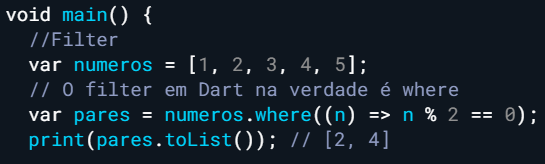 void main() {
  //Filter
  var numeros = [1, 2, 3, 4, 5];
  // O filter em Dart na verdade é where
  var pares = numeros.where((n) => n % 2 == 0);
  print(pares.toList()); // [2, 4]